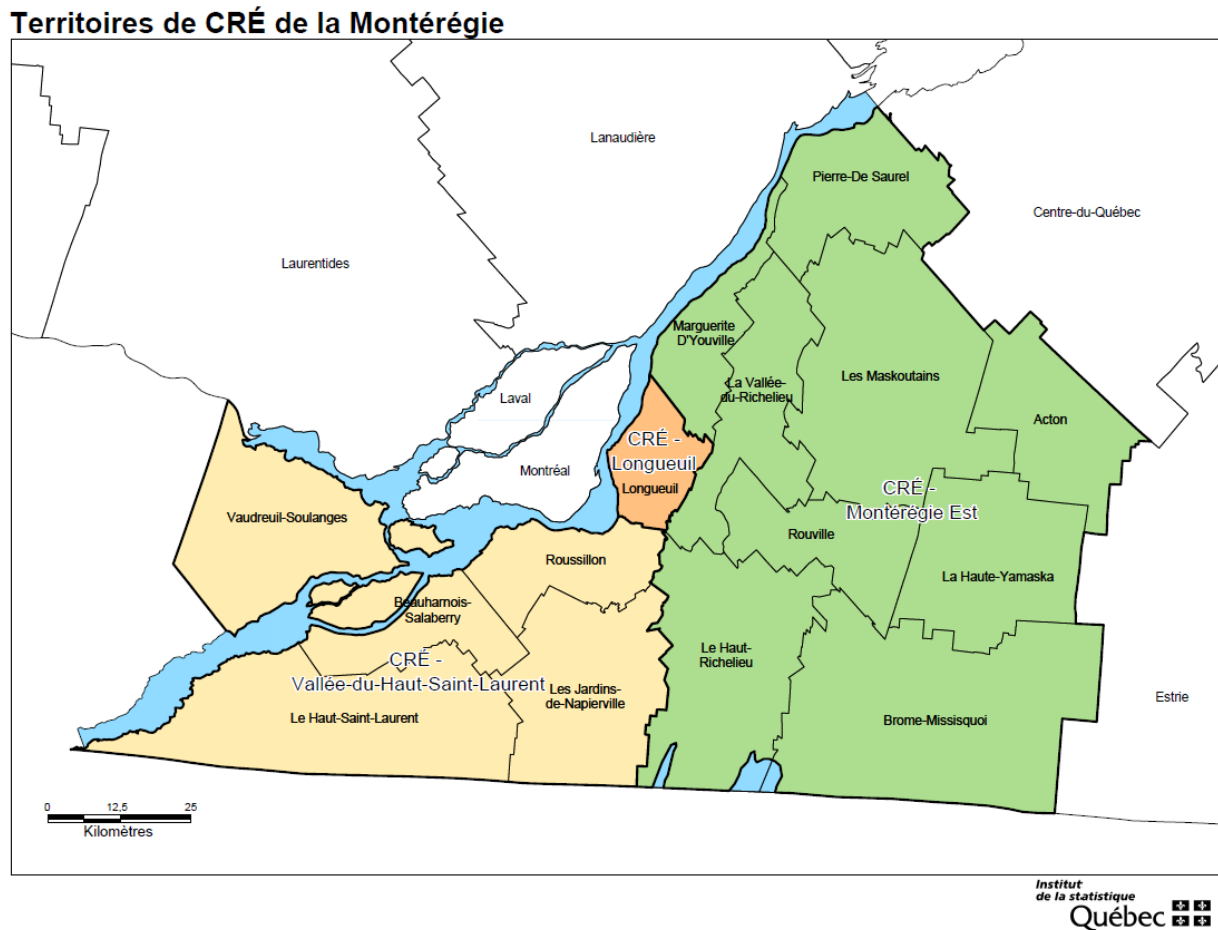 Territoires de CRÉ de la Montérégie
Lanaudière
Pierre-De Saurel
Centre-du-Québec
Laurentides
Marguerite
D'Youville
La Vallée-
du-Richelieu
Les Maskoutains
Laval
Acton
CRÉ -
Longueuil
Longueuil
Montréal
CRÉ -
Montérégie Est
Vaudreuil-Soulanges
Rouville
Roussillon
La Haute-Yamaska
Beauharnois-
Salaberry
Le Haut-
Richelieu
CRÉ -
Vallée-du-Haut-Saint-Laurent
Les Jardins-
de-Napierville
Estrie
Le Haut-Saint-Laurent
Brome-Missisquoi
0 12,5 25
Kilomètres
Institut
de la statistique
Québec